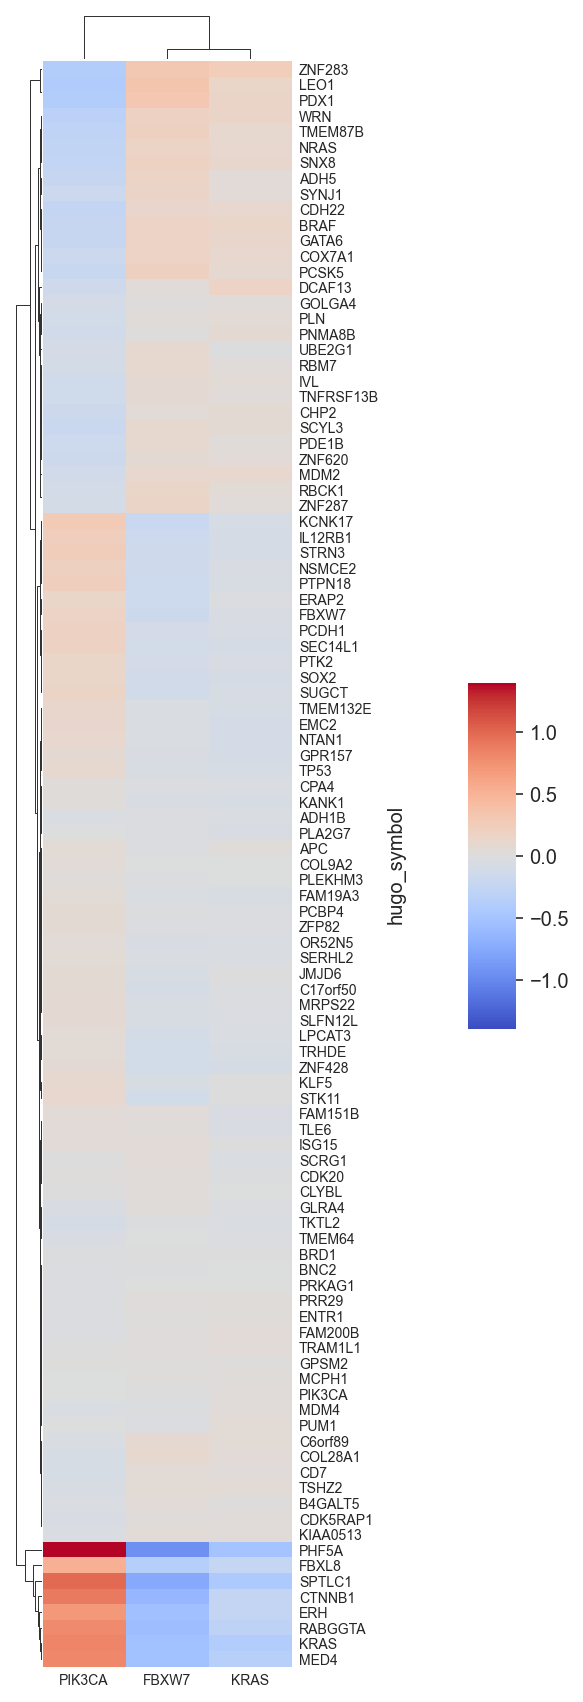 ZNF283
LEO1
PDX1
WRN
TMEM87B
NRAS
SNX8
ADH5
SYNJ1
CDH22
BRAF
GATA6
COX7A1
PCSK5
DCAF13
GOLGA4
PLN
PNMA8B
UBE2G1
RBM7
IVL
TNFRSF13B
CHP2
SCYL3
PDE1B
ZNF620
MDM2
RBCK1
ZNF287
KCNK17
IL12RB1
STRN3
NSMCE2
PTPN18
ERAP2
FBXW7
PCDH1
SEC14L1
PTK2
SOX2
SUGCT
TMEM132E
EMC2
NTAN1
GPR157
TP53
CPA4
KANK1
ADH1B
PLA2G7
APC
COL9A2
PLEKHM3
FAM19A3
PCBP4
ZFP82
OR52N5
SERHL2
JMJD6
C17orf50
MRPS22
SLFN12L
LPCAT3
TRHDE
ZNF428
KLF5
STK11
FAM151B
TLE6
ISG15
SCRG1
CDK20
CLYBL
GLRA4
TKTL2
TMEM64
BRD1
BNC2
PRKAG1
PRR29
ENTR1
FAM200B
TRAM1L1
GPSM2
MCPH1
PIK3CA
MDM4
PUM1
C6orf89
COL28A1
CD7
TSHZ2
B4GALT5
CDK5RAP1
KIAA0513
PHF5A
FBXL8
SPTLC1
CTNNB1
ERH
RABGGTA
KRAS
MED4
PIK3CA FBXW7 KRAS
hugo_symbol
1.0
0.5
0.0
−0.5
−1.0